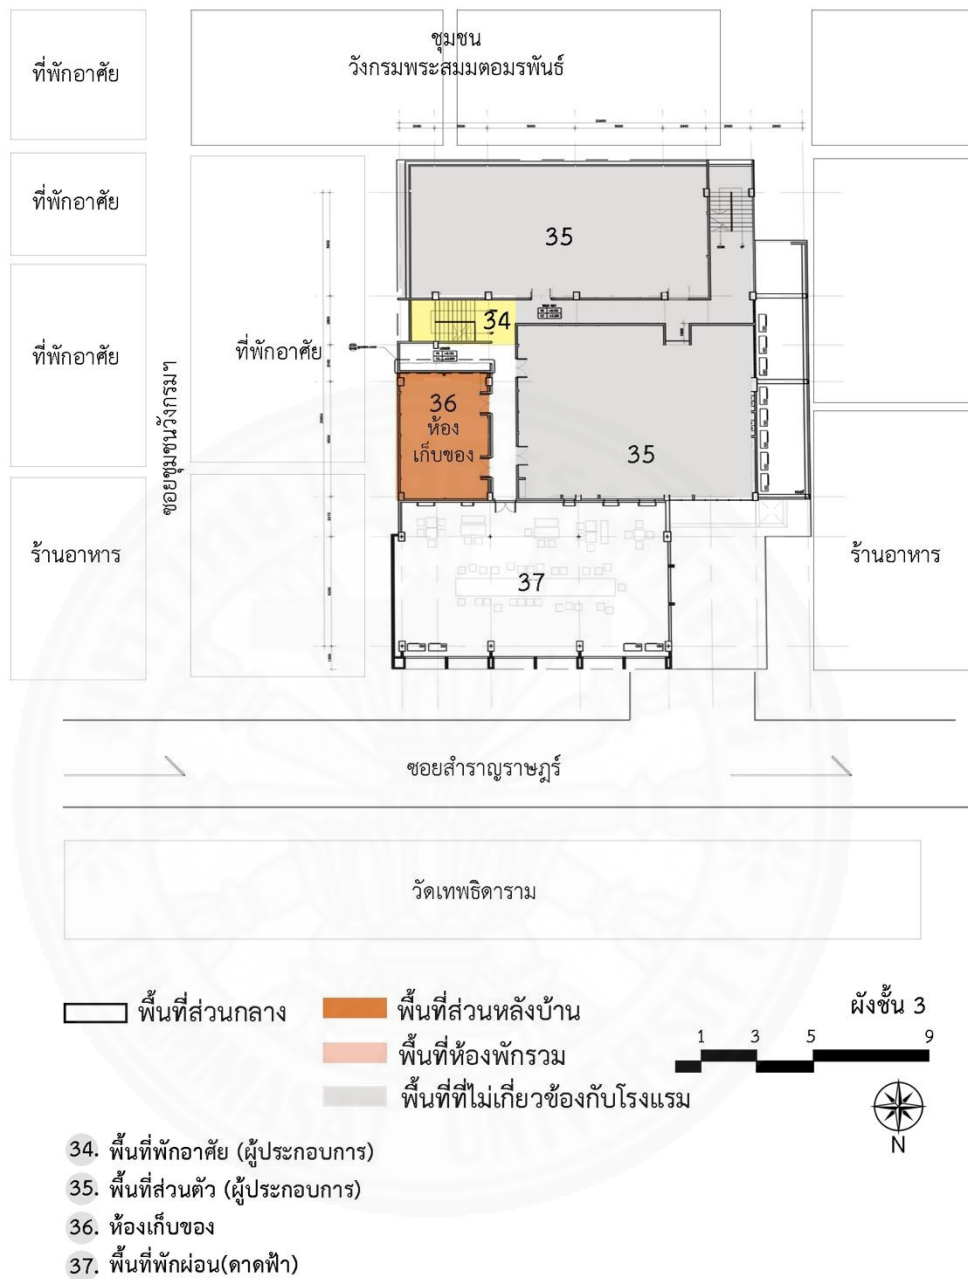 ชุมชน
วังกรมพระสมมตอมรพันธ์
ที่พักอาศัย
ที่พักอาศัย
35
34
ที่พักอาศัย
ที่พักอาศัย
36
ห้อง
เก็บของ
35
ซอยชุมชนวังกรมฯ
ร้านอาหาร
37
ร้านอาหาร
ซอยสำราญราษฎร์
วัดเทพธิดาราม
พื้นที่ส่วนกลาง
พื้นที่ส่วนหลังบ้าน
พื้นที่ห้องพักรวม
พื้นที่ที่ไม่เกี่ยวข้องกับโรงแรม
ผังชั้น 3
1 3 5 9
N
34. พื้นที่พักอาศัย (ผู้ประกอบการ)
35. พื้นที่ส่วนตัว (ผู้ประกอบการ)
36. ห้องเก็บของ
37. พื้นที่พักผ่อน(ดาดฟ้า)